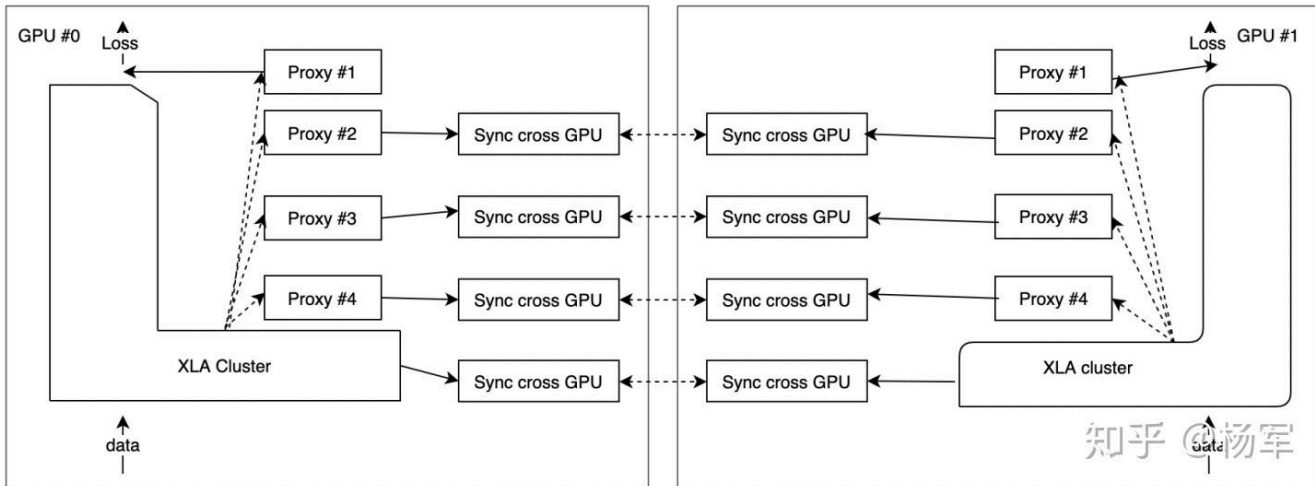 GPU #0
Loss
Proxy #1
Proxy #2
Sync cross GPU
Proxy #3
Sync cross GPU
Proxy #4
Sync cross GPU
XLA Cluster
Sync cross GPU
data
Proxy #1
Loss
GPU #1
Sync cross GPU
Proxy #2
Sync cross GPU
Proxy #3
Sync cross GPU
Proxy #4
Sync cross GPU
XLA cluster
data
知乎 @杨军